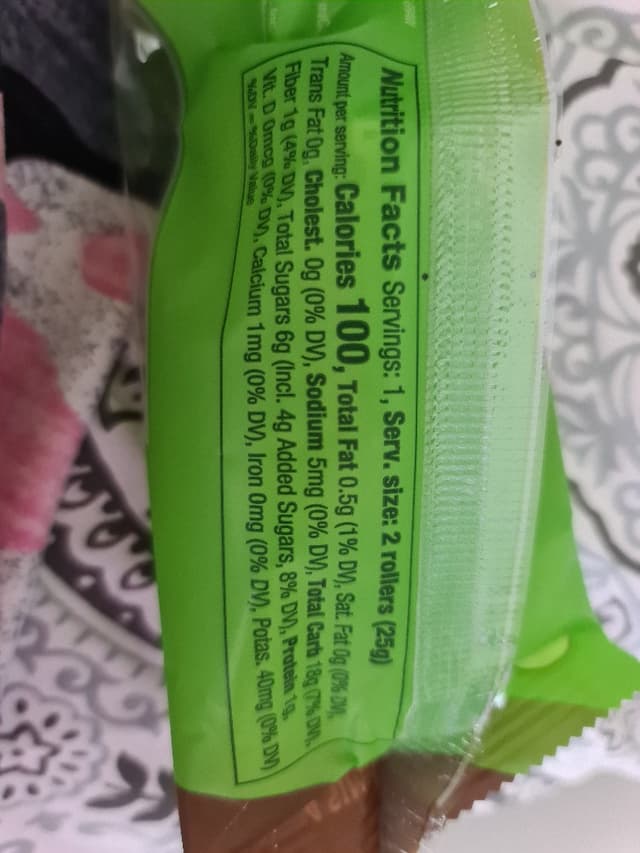 Nutrition Facts Servings: 1, Serv. size: 2 rollers (25g)
Amount per serving: Calories 100, Total Fat 0.5g (1% DV), Sat. Fat 0g (0% DV),
Trans Fat 0g, Cholest. 0g (0% DV), Sodium 5mg (0% DV), Total Carb 18g (7% DV),
Fiber 1g (4% DV), Total Sugars 6g (Incl. 4g Added Sugars, 8% DV), Protein 1g,
Vit. D 0mcg (0% DV), Calcium 1mg (0% DV), Iron 0mg (0% DV), Potas. 40mg (0% DV)
%DV = %Daily Value